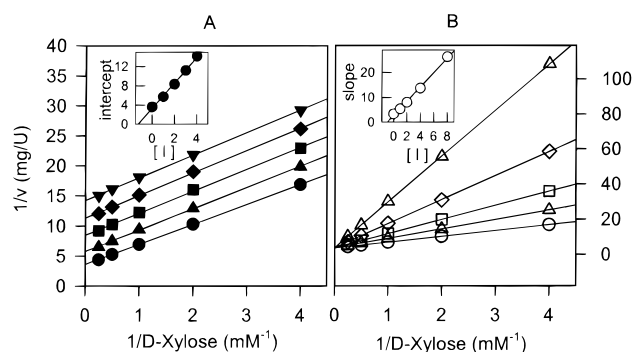 A
B
40
35
30
25
20
15
10
5
0
1/v (mg/U)
12
8
4
0
intercept
0 2 4
[ I ]
0 1 2 3 4
1/D-Xylose (mM⁻¹)
20
0
slope
0 2 4 6 8
[ I ]
100
80
60
40
20
0
0 1 2 3 4
1/D-Xylose (mM⁻¹)